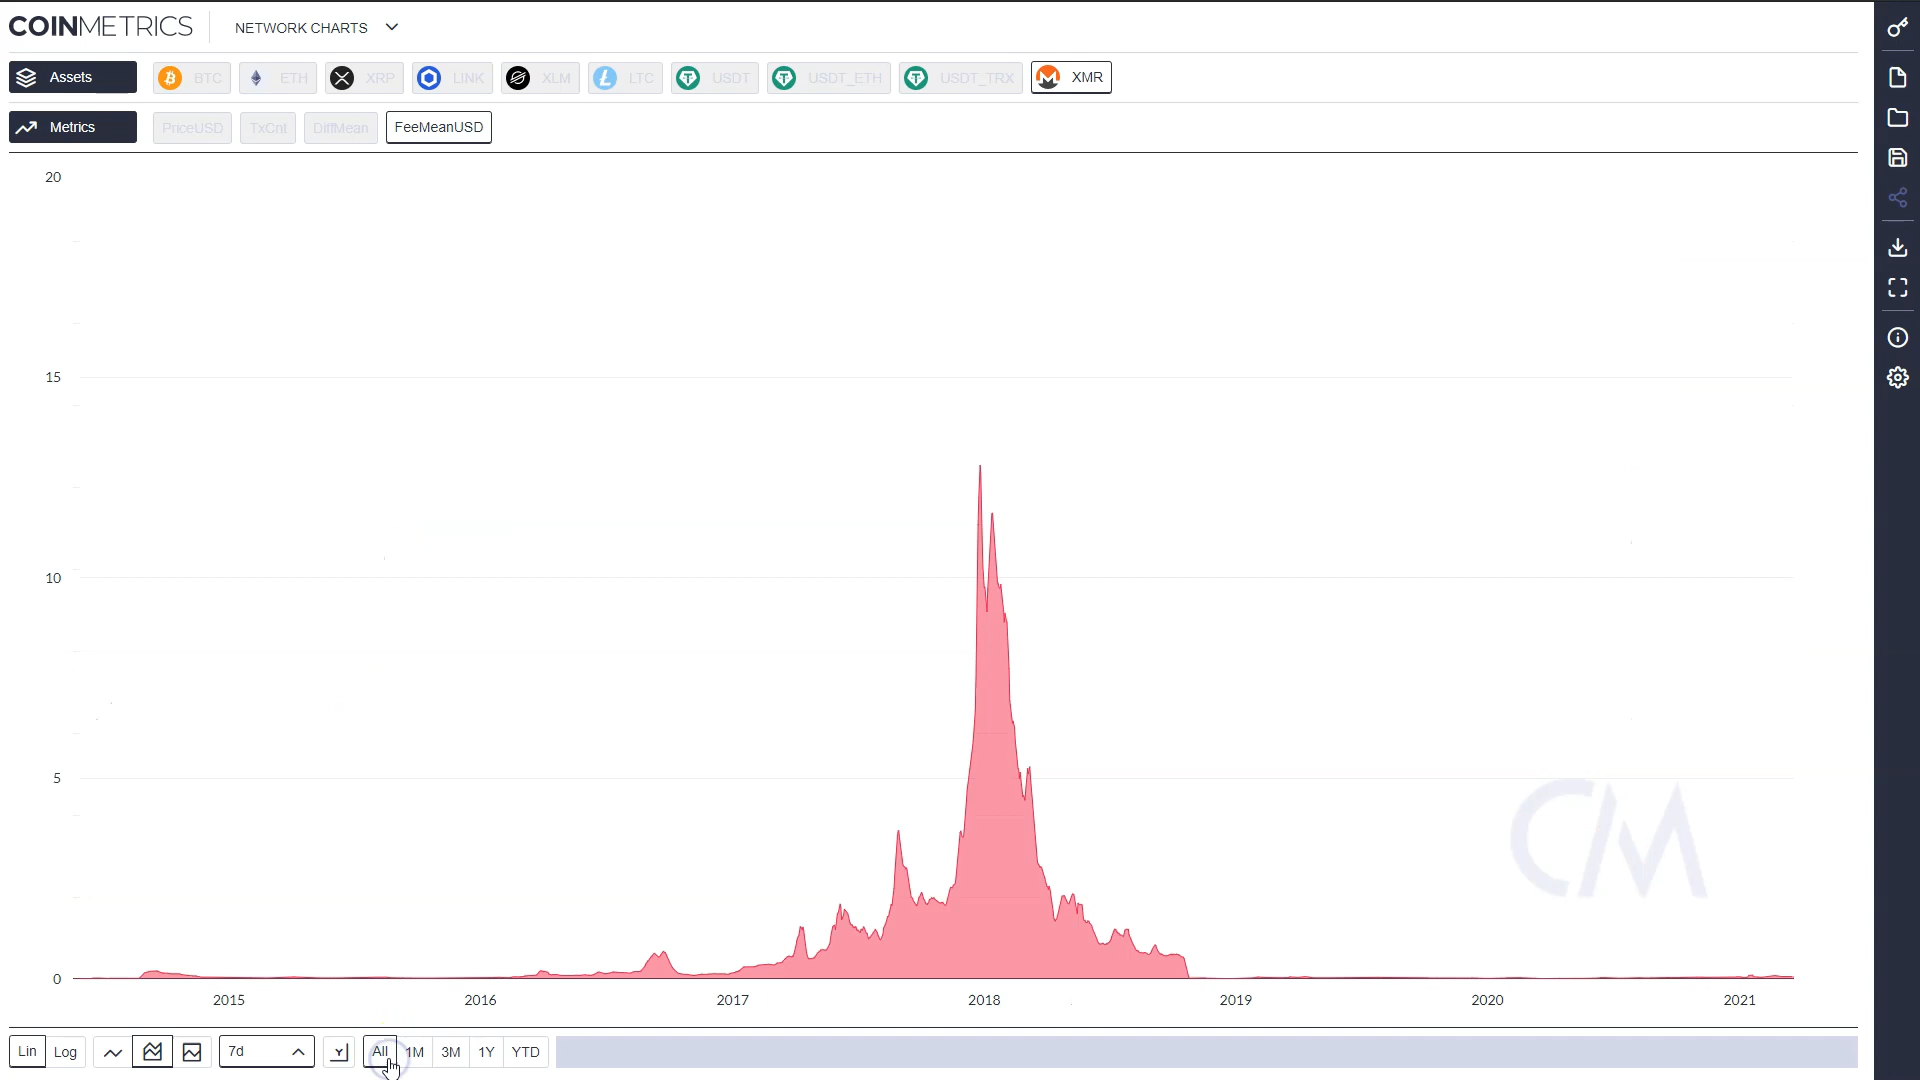 COINMETRICS NETWORK CHARTS
Assets BTC ETH XRP LINK XLM LTC USDT USDT_ETH USDT_TRX XMR
Metrics PriceUSD TxCnt DiffMean FeeMeanUSD
20
15
10
5
0
2015 2016 2017 2018 2019 2020 2021
CM
Lin Log 7d Y All 1M 3M 1Y YTD